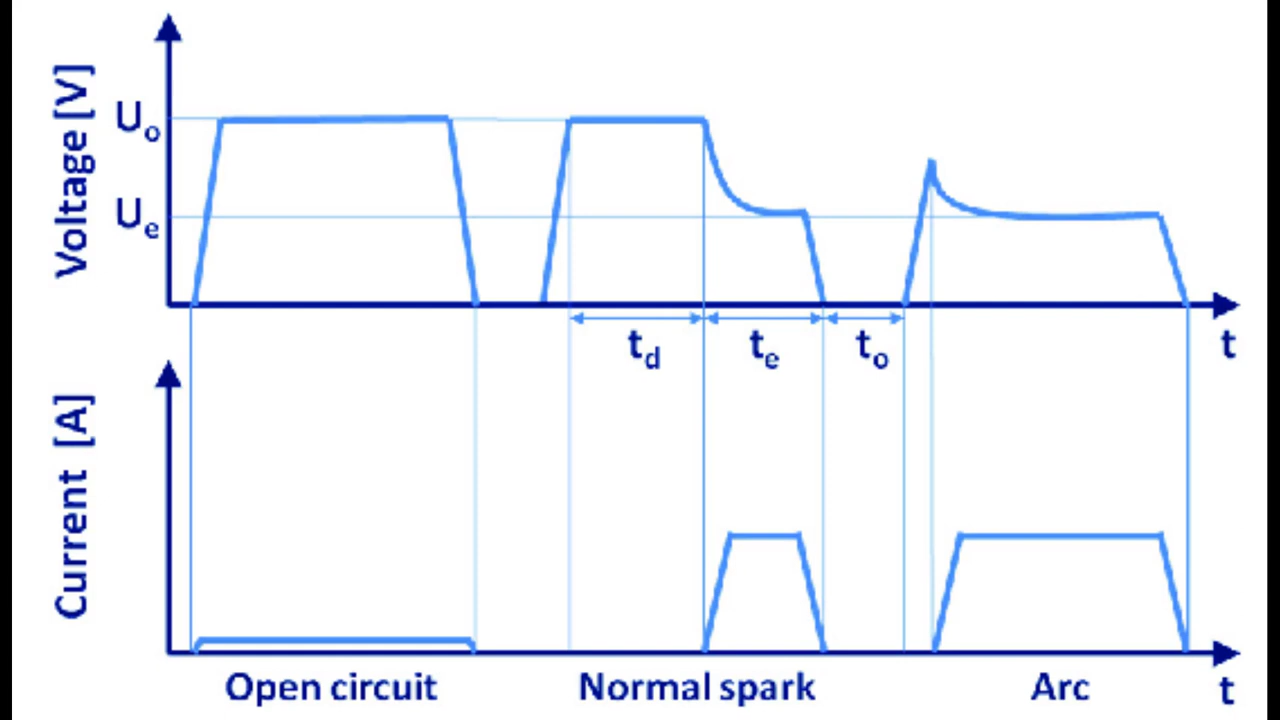 Voltage [V]
Uo
Ue
td
te
to
t
Current [A]
Open circuit
Normal spark
Arc
t